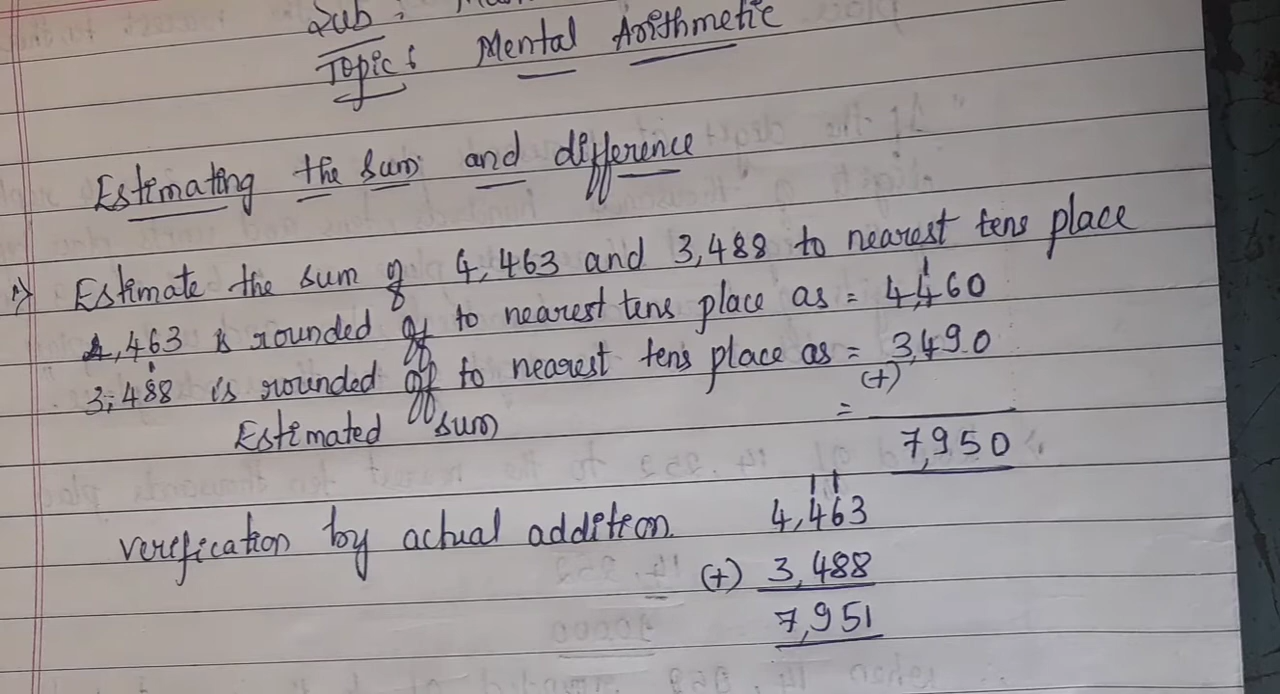 Sub :
Topic : Mental Arithmetic
Estimating the sum and difference
1) Estimate the sum of 4,463 and 3,488 to nearest tens place
4,463 is rounded off to nearest tens place as = 4,460
3,488 is rounded off to nearest tens place as = 3,490
(+)
Estimated sum =
7,950
verification by actual addition. 4,463
(+) 3,488
7,951